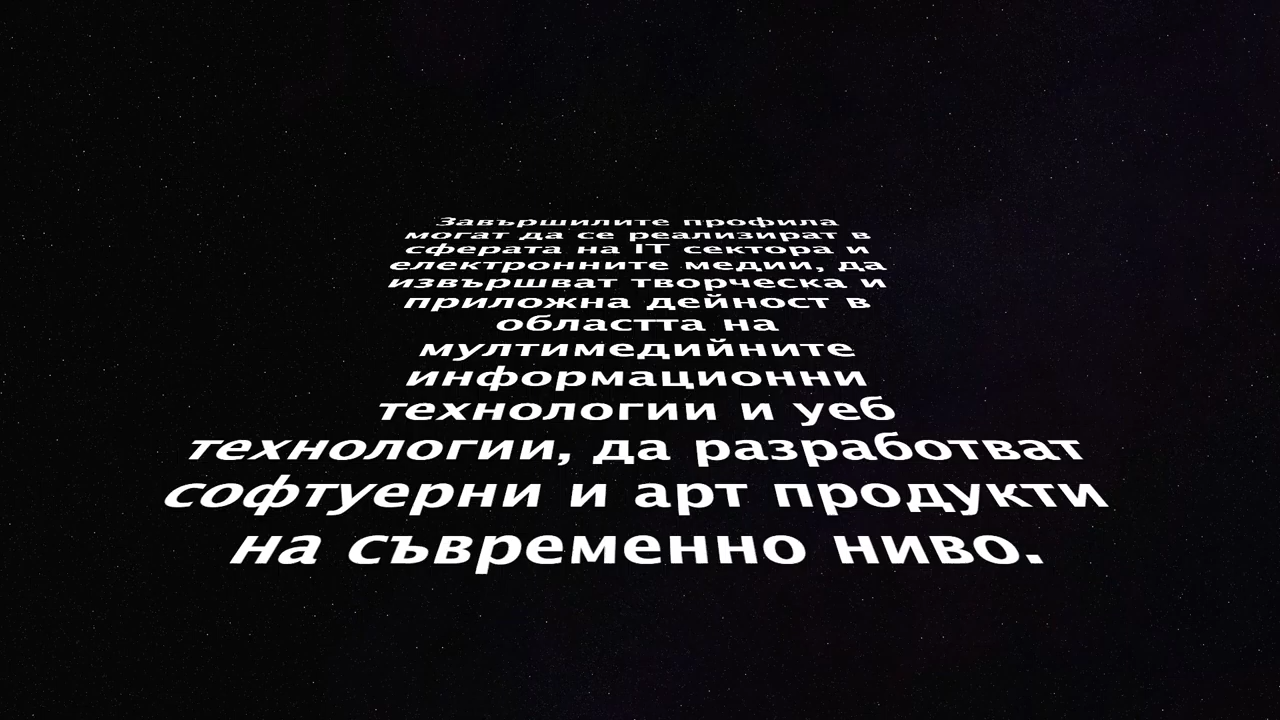 Завършилите профила
могат да се реализират в
сферата на IT сектора и
електронните медии, да
извършват творческа и
приложна дейност в
областта на
мултимедийните
информационни
технологии и уеб
технологии, да разработват
софтуерни и арт продукти
на съвременно ниво.